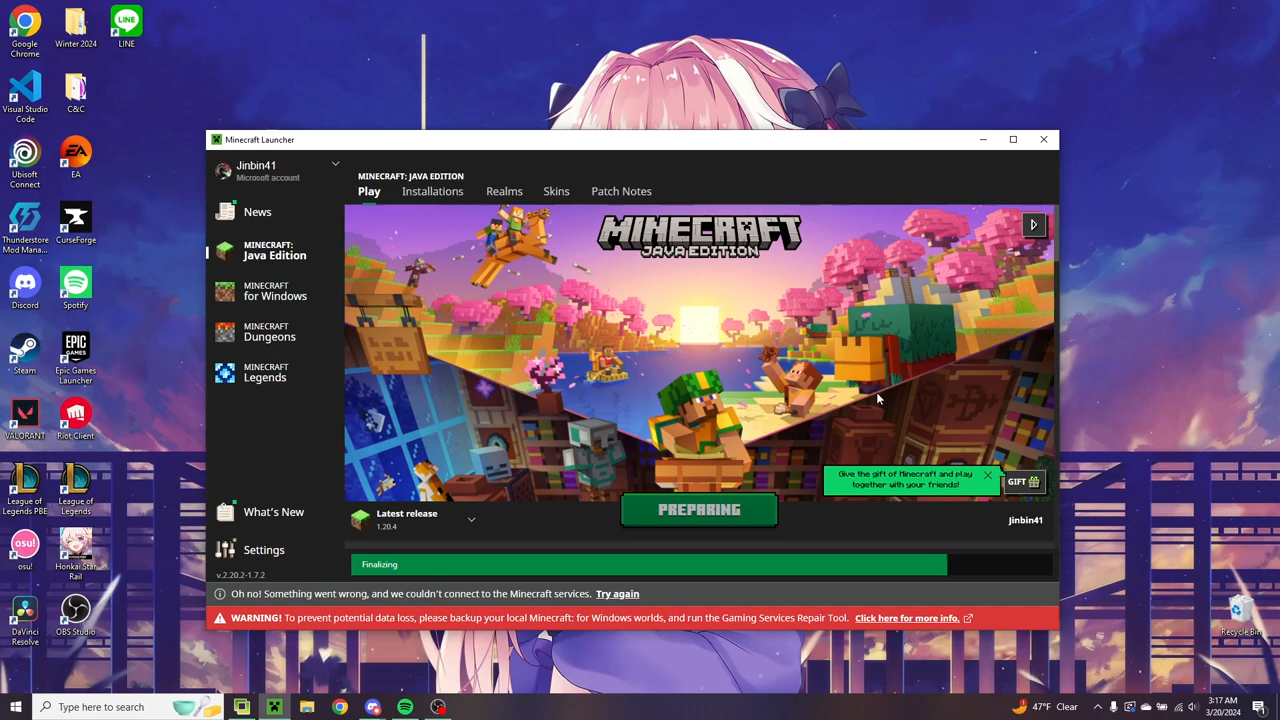 Google
Chrome
Winter 2024
LINE
Visual Studio
Code
C&C
Ubisoft
Connect
EA
Thunderstore
Mod Mana...
CurseForge
Discord
Spotify
Steam
EPIC
GAMES
Epic Games
Launcher
VALORANT
Riot Client
League of
Legends PBE
League of
Legends
osu!
osu!
Honkai Star
Rail
DaVinci
Resolve
OBS Studio
Recycle Bin
Minecraft Launcher
Jinbin41
Microsoft account
News
MINECRAFT:
Java Edition
MINECRAFT
for Windows
MINECRAFT
Dungeons
MINECRAFT
Legends
What's New
Settings
v.2.20.2-1.7.2
MINECRAFT: JAVA EDITION
Play Installations Realms Skins Patch Notes
MINECRAFT
JAVA EDITION
Give the gift of Minecraft and play
together with your friends!
GIFT
Latest release
1.20.4
PREPARING
Jinbin41
Finalizing
Oh no! Something went wrong, and we couldn't connect to the Minecraft services. Try again
WARNING! To prevent potential data loss, please backup your local Minecraft: for Windows worlds, and run the Gaming Services Repair Tool. Click here for more info.
Type here to search
47°F Clear
3:17 AM
3/20/2024